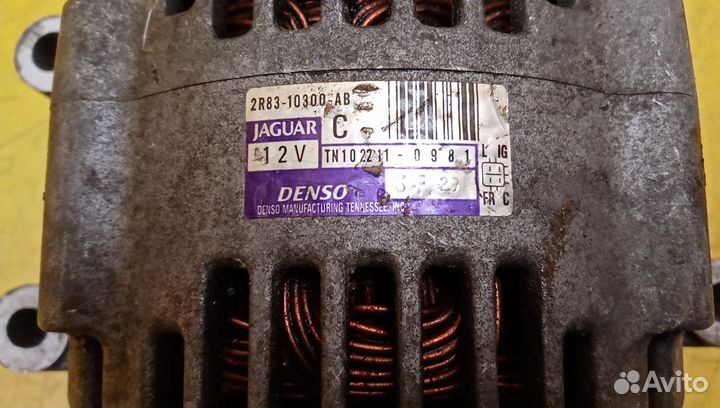 2R83-10300-AB
JAGUAR C
12V TN102211-0981 L IG
DENSO
FR C
DENSO MANUFACTURING TENNESSEE, INC.
Avito